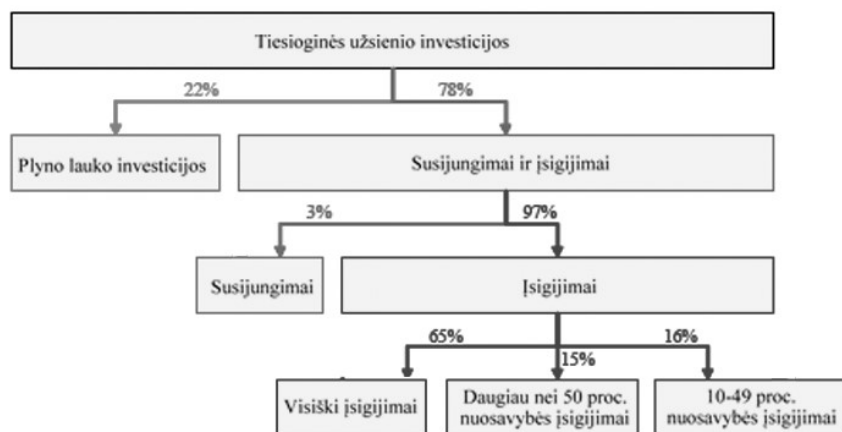 Tiesioginės užsienio investicijos
22%
78%
Plyno lauko investicijos
Susijungimai ir įsigijimai
3%
97%
Susijungimai
Įsigijimai
65%
15%
16%
Visiški įsigijimai
Daugiau nei 50 proc.
nuosavybės įsigijimai
10-49 proc.
nuosavybės įsigijimai